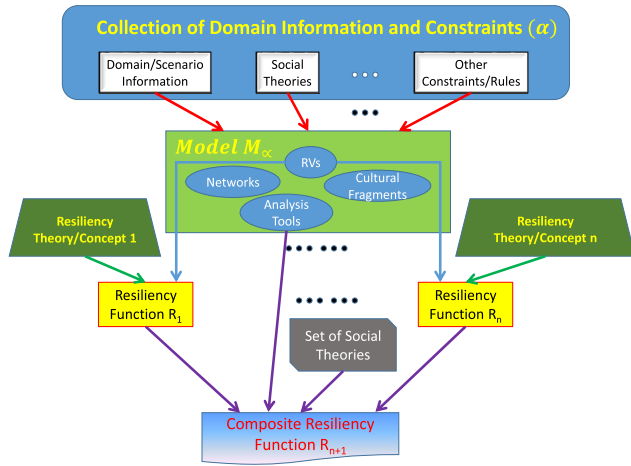 Collection of Domain Information and Constraints (α)
Domain/Scenario
Information
Social
Theories
Other
Constraints/Rules
Model M∝
RVs
Networks
Cultural
Fragments
Analysis
Tools
Resiliency
Theory/Concept 1
Resiliency
Theory/Concept n
Resiliency
Function R1
Resiliency
Function Rn
Set of Social
Theories
Composite Resiliency
Function Rn+1